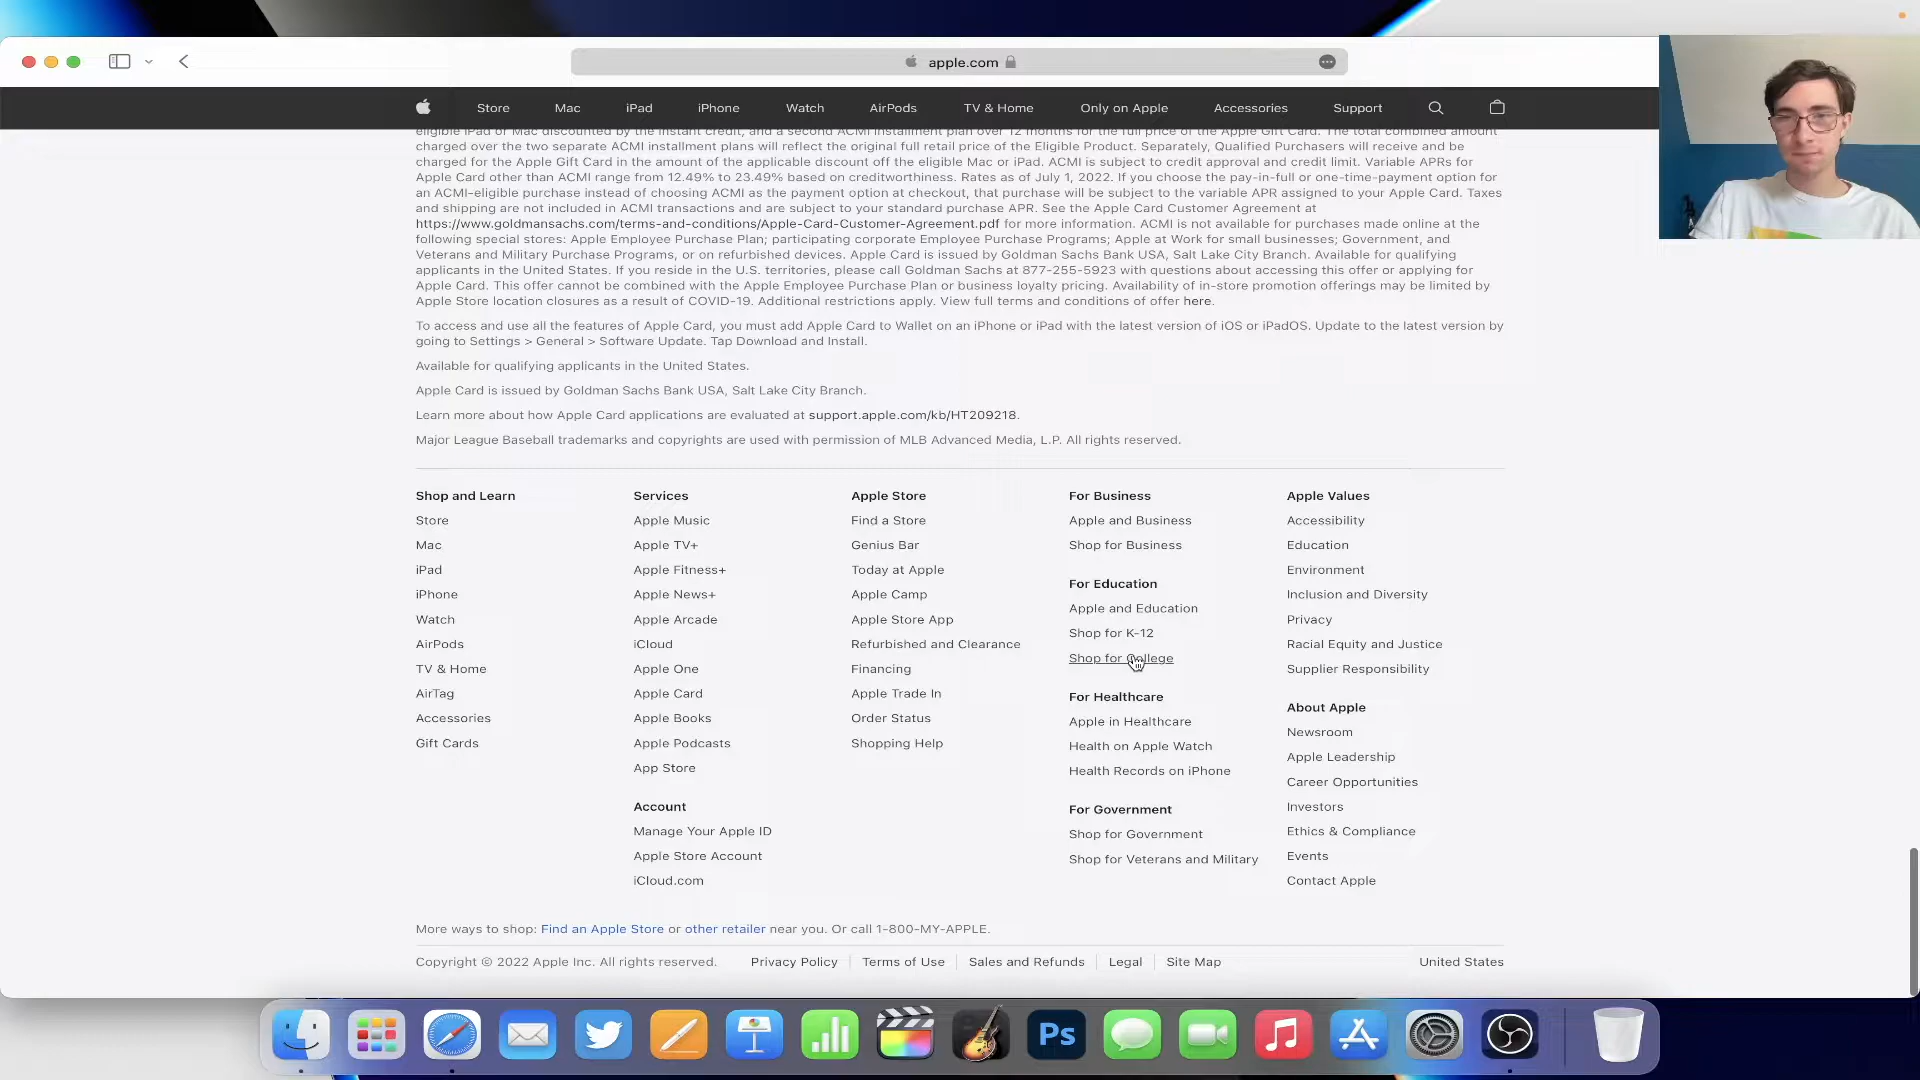 apple.com
Store Mac iPad iPhone Watch AirPods TV & Home Only on Apple Accessories Support
eligible iPad or Mac discounted by the instant credit, and a second ACMI installment plan over 12 months for the full price of the Apple Gift Card. The total combined amount
charged over the two separate ACMI installment plans will reflect the original full retail price of the Eligible Product. Separately, Qualified Purchasers will receive and be
charged for the Apple Gift Card in the amount of the applicable discount off the eligible Mac or iPad. ACMI is subject to credit approval and credit limit. Variable APRs for
Apple Card other than ACMI range from 12.49% to 23.49% based on creditworthiness. Rates as of July 1, 2022. If you choose the pay-in-full or one-time-payment option for
an ACMI-eligible purchase instead of choosing ACMI as the payment option at checkout, that purchase will be subject to the variable APR assigned to your Apple Card. Taxes
and shipping are not included in ACMI transactions and are subject to your standard purchase APR. See the Apple Card Customer Agreement at
https://www.goldmansachs.com/terms-and-conditions/Apple-Card-Customer-Agreement.pdf for more information. ACMI is not available for purchases made online at the
following special stores: Apple Employee Purchase Plan; participating corporate Employee Purchase Programs; Apple at Work for small businesses; Government, and
Veterans and Military Purchase Programs, or on refurbished devices. Apple Card is issued by Goldman Sachs Bank USA, Salt Lake City Branch. Available for qualifying
applicants in the United States. If you reside in the U.S. territories, please call Goldman Sachs at 877-255-5923 with questions about accessing this offer or applying for
Apple Card. This offer cannot be combined with the Apple Employee Purchase Plan or business loyalty pricing. Availability of in-store promotion offerings may be limited by
Apple Store location closures as a result of COVID-19. Additional restrictions apply. View full terms and conditions of offer here.
To access and use all the features of Apple Card, you must add Apple Card to Wallet on an iPhone or iPad with the latest version of iOS or iPadOS. Update to the latest version by
going to Settings > General > Software Update. Tap Download and Install.
Available for qualifying applicants in the United States.
Apple Card is issued by Goldman Sachs Bank USA, Salt Lake City Branch.
Learn more about how Apple Card applications are evaluated at support.apple.com/kb/HT209218.
Major League Baseball trademarks and copyrights are used with permission of MLB Advanced Media, L.P. All rights reserved.
Shop and Learn
Store
Mac
iPad
iPhone
Watch
AirPods
TV & Home
AirTag
Accessories
Gift Cards
Services
Apple Music
Apple TV+
Apple Fitness+
Apple News+
Apple Arcade
iCloud
Apple One
Apple Card
Apple Books
Apple Podcasts
App Store
Account
Manage Your Apple ID
Apple Store Account
iCloud.com
Apple Store
Find a Store
Genius Bar
Today at Apple
Apple Camp
Apple Store App
Refurbished and Clearance
Financing
Apple Trade In
Order Status
Shopping Help
For Business
Apple and Business
Shop for Business
For Education
Apple and Education
Shop for K-12
Shop for College
For Healthcare
Apple in Healthcare
Health on Apple Watch
Health Records on iPhone
For Government
Shop for Government
Shop for Veterans and Military
Apple Values
Accessibility
Education
Environment
Inclusion and Diversity
Privacy
Racial Equity and Justice
Supplier Responsibility
About Apple
Newsroom
Apple Leadership
Career Opportunities
Investors
Ethics & Compliance
Events
Contact Apple
More ways to shop: Find an Apple Store or other retailer near you. Or call 1-800-MY-APPLE.
Copyright © 2022 Apple Inc. All rights reserved. Privacy Policy Terms of Use Sales and Refunds Legal Site Map United States
Ps